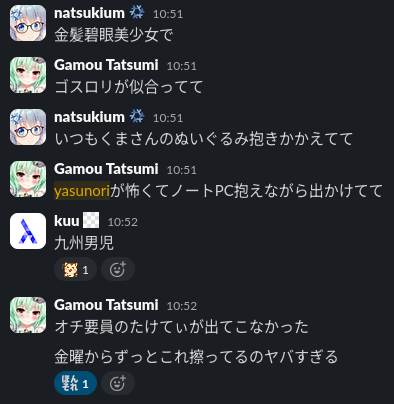 natsukium 10:51
金髪碧眼美少女で
Gamou Tatsumi 10:51
ゴスロリが似合ってて
natsukium 10:51
いつもくまさんのぬいぐるみ抱きかかえてて
Gamou Tatsumi 10:51
yasunoriが怖くてノートPC抱えながら出かけてて
kuu 10:52
九州男児
1
Gamou Tatsumi 10:52
オチ要員のたけてぃが出てこなかった
金曜からずっとこれ擦ってるのヤバすぎる
ほん
それ 1